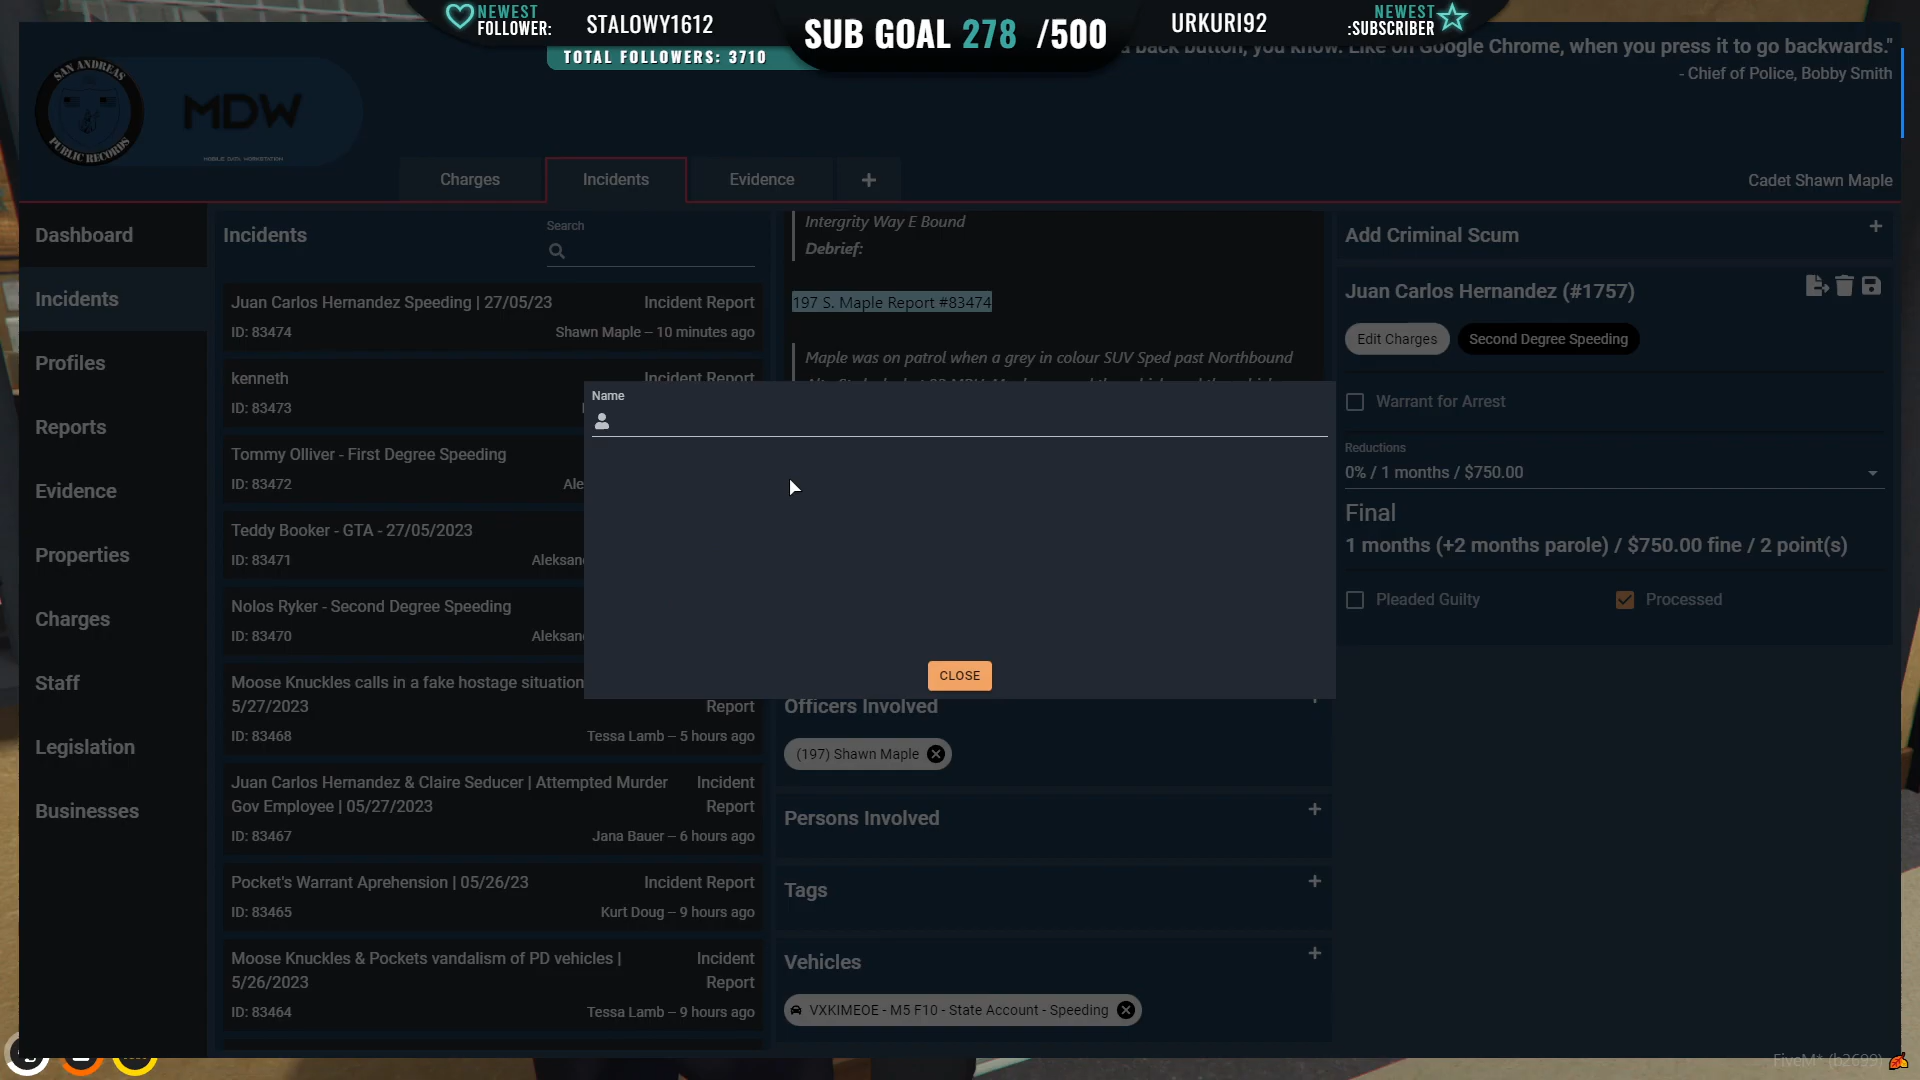 NEWEST
FOLLOWER:
STALOWY1612
TOTAL FOLLOWERS: 3710
SUB GOAL 278 /500
URKURI92
NEWEST
:SUBSCRIBER
a back button, you know. Like on Google Chrome, when you press it to go backwards."
- Chief of Police, Bobby Smith
SAN ANDREAS
PUBLIC RECORDS
MDW
MOBILE DATA WORKSTATION
Charges
Incidents
Evidence
Cadet Shawn Maple
Dashboard
Incidents
Profiles
Reports
Evidence
Properties
Charges
Staff
Legislation
Businesses
Incidents
Search
Juan Carlos Hernandez Speeding | 27/05/23
Incident Report
ID: 83474
Shawn Maple – 10 minutes ago
kenneth
Incident Report
ID: 83473
Tommy Olliver - First Degree Speeding
ID: 83472
Ale
Teddy Booker - GTA - 27/05/2023
ID: 83471
Aleksan
Nolos Ryker - Second Degree Speeding
ID: 83470
Aleksan
Moose Knuckles calls in a fake hostage situation
5/27/2023
Report
ID: 83468
Tessa Lamb – 5 hours ago
Juan Carlos Hernandez & Claire Seducer | Attempted Murder
Gov Employee | 05/27/2023
Incident
Report
ID: 83467
Jana Bauer – 6 hours ago
Pocket's Warrant Aprehension | 05/26/23
Incident Report
ID: 83465
Kurt Doug – 9 hours ago
Moose Knuckles & Pockets vandalism of PD vehicles |
5/26/2023
Incident
Report
ID: 83464
Tessa Lamb – 9 hours ago
Intergrity Way E Bound
Debrief:
197 S. Maple Report #83474
Maple was on patrol when a grey in colour SUV Sped past Northbound
Name
CLOSE
Officers Involved
(197) Shawn Maple
Persons Involved
Tags
Vehicles
VXKIMEOE - M5 F10 - State Account - Speeding
Add Criminal Scum
Juan Carlos Hernandez (#1757)
Edit Charges
Second Degree Speeding
Warrant for Arrest
Reductions
0% / 1 months / $750.00
Final
1 months (+2 months parole) / $750.00 fine / 2 point(s)
Pleaded Guilty
Processed
FiveM* (b2699)